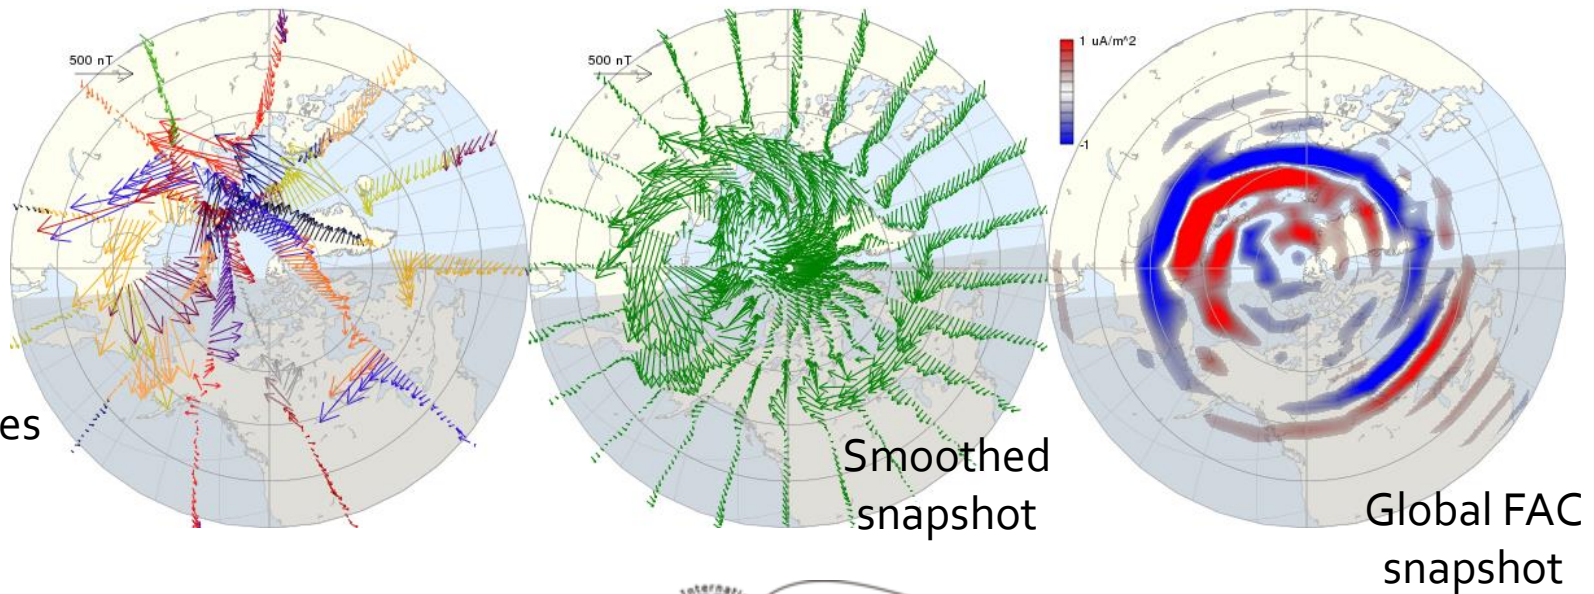 500 nT
500 nT
1 uA/m^2
-1
es
Smoothed
snapshot
Global FAC
snapshot